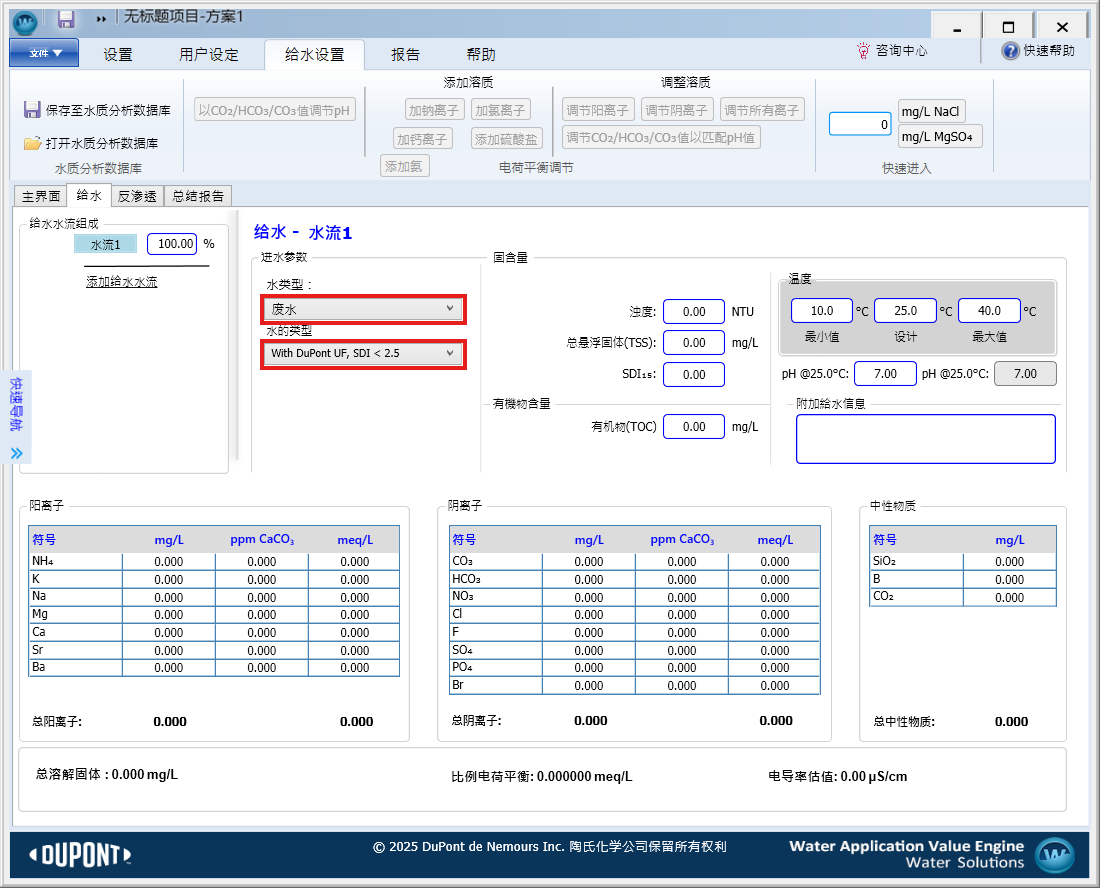 无标题项目-方案1
文件 设置 用户设定 给水设置 报告 帮助 咨询中心 快速帮助
添加溶质 调整溶质
保存至水质分析数据库 以CO₂/HCO₃/CO₃值调节pH 加钠离子 加氯离子 调节阳离子 调节阴离子 调节所有离子 0 mg/L NaCl
打开水质分析数据库 加钙离子 添加硫酸盐 调节CO₂/HCO₃/CO₃值以匹配pH值 mg/L MgSO₄
水质分析数据库 添加氨 电荷平衡调节 快速进入
主界面 给水 反渗透 总结报告
给水水流组成
水流1 100.00 %
添加给水水流
快速导航
给水 - 水流1
进水参数
水类型：
废水
水的类型
With DuPont UF, SDI < 2.5
固含量
浊度: 0.00 NTU
总悬浮固体(TSS): 0.00 mg/L
SDI₁₅: 0.00
有機物含量
有机物(TOC) 0.00 mg/L
温度
10.0 °C 25.0 °C 40.0 °C
最小值 设计 最大值
pH @25.0°C: 7.00 pH @25.0°C: 7.00
附加給水信息
阳离子
符号 mg/L ppm CaCO₃ meq/L
NH₄ 0.000 0.000 0.000
K 0.000 0.000 0.000
Na 0.000 0.000 0.000
Mg 0.000 0.000 0.000
Ca 0.000 0.000 0.000
Sr 0.000 0.000 0.000
Ba 0.000 0.000 0.000
总阳离子: 0.000 0.000
阴离子
符号 mg/L ppm CaCO₃ meq/L
CO₃ 0.000 0.000 0.000
HCO₃ 0.000 0.000 0.000
NO₃ 0.000 0.000 0.000
Cl 0.000 0.000 0.000
F 0.000 0.000 0.000
SO₄ 0.000 0.000 0.000
PO₄ 0.000 0.000 0.000
Br 0.000 0.000 0.000
总阴离子: 0.000 0.000
中性物质
符号 mg/L
SiO₂ 0.000
B 0.000
CO₂ 0.000
总中性物质: 0.000
总溶解固体 : 0.000 mg/L 比例电荷平衡: 0.000000 meq/L 电导率估值: 0.00 µS/cm
DUPONT © 2025 DuPont de Nemours Inc. 陶氏化学公司保留所有权利 Water Application Value Engine
Water Solutions